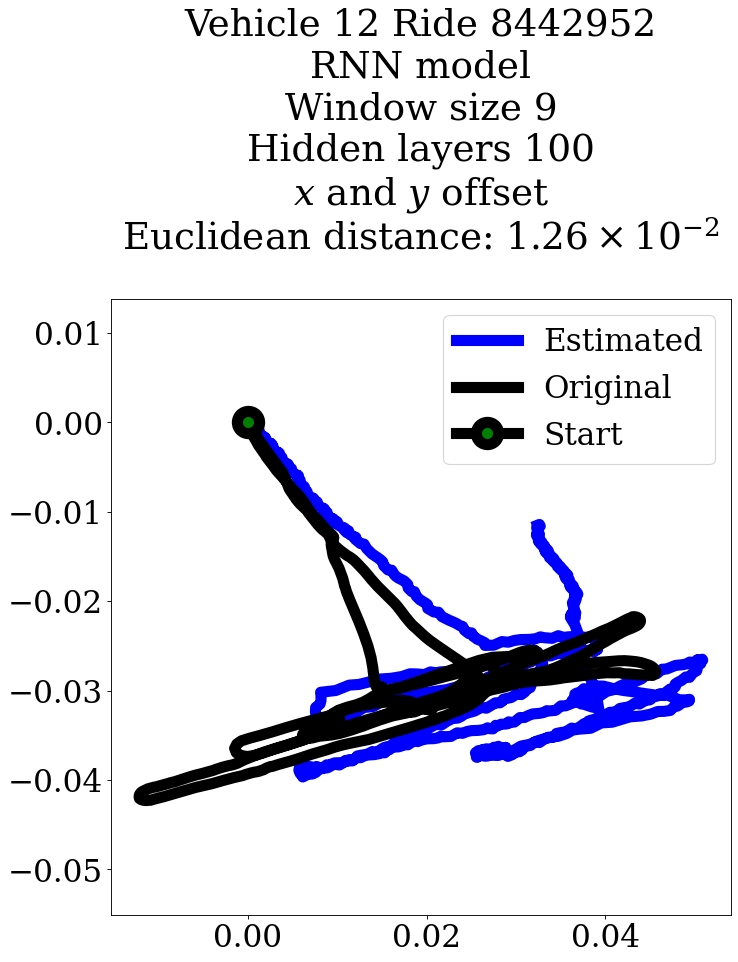 Vehicle 12 Ride 8442952
RNN model
Window size 9
Hidden layers 100
x and y offset
Euclidean distance: 1.26 × 10⁻²
Estimated
Original
Start
0.01
0.00
−0.01
−0.02
−0.03
−0.04
−0.05
0.00 0.02 0.04